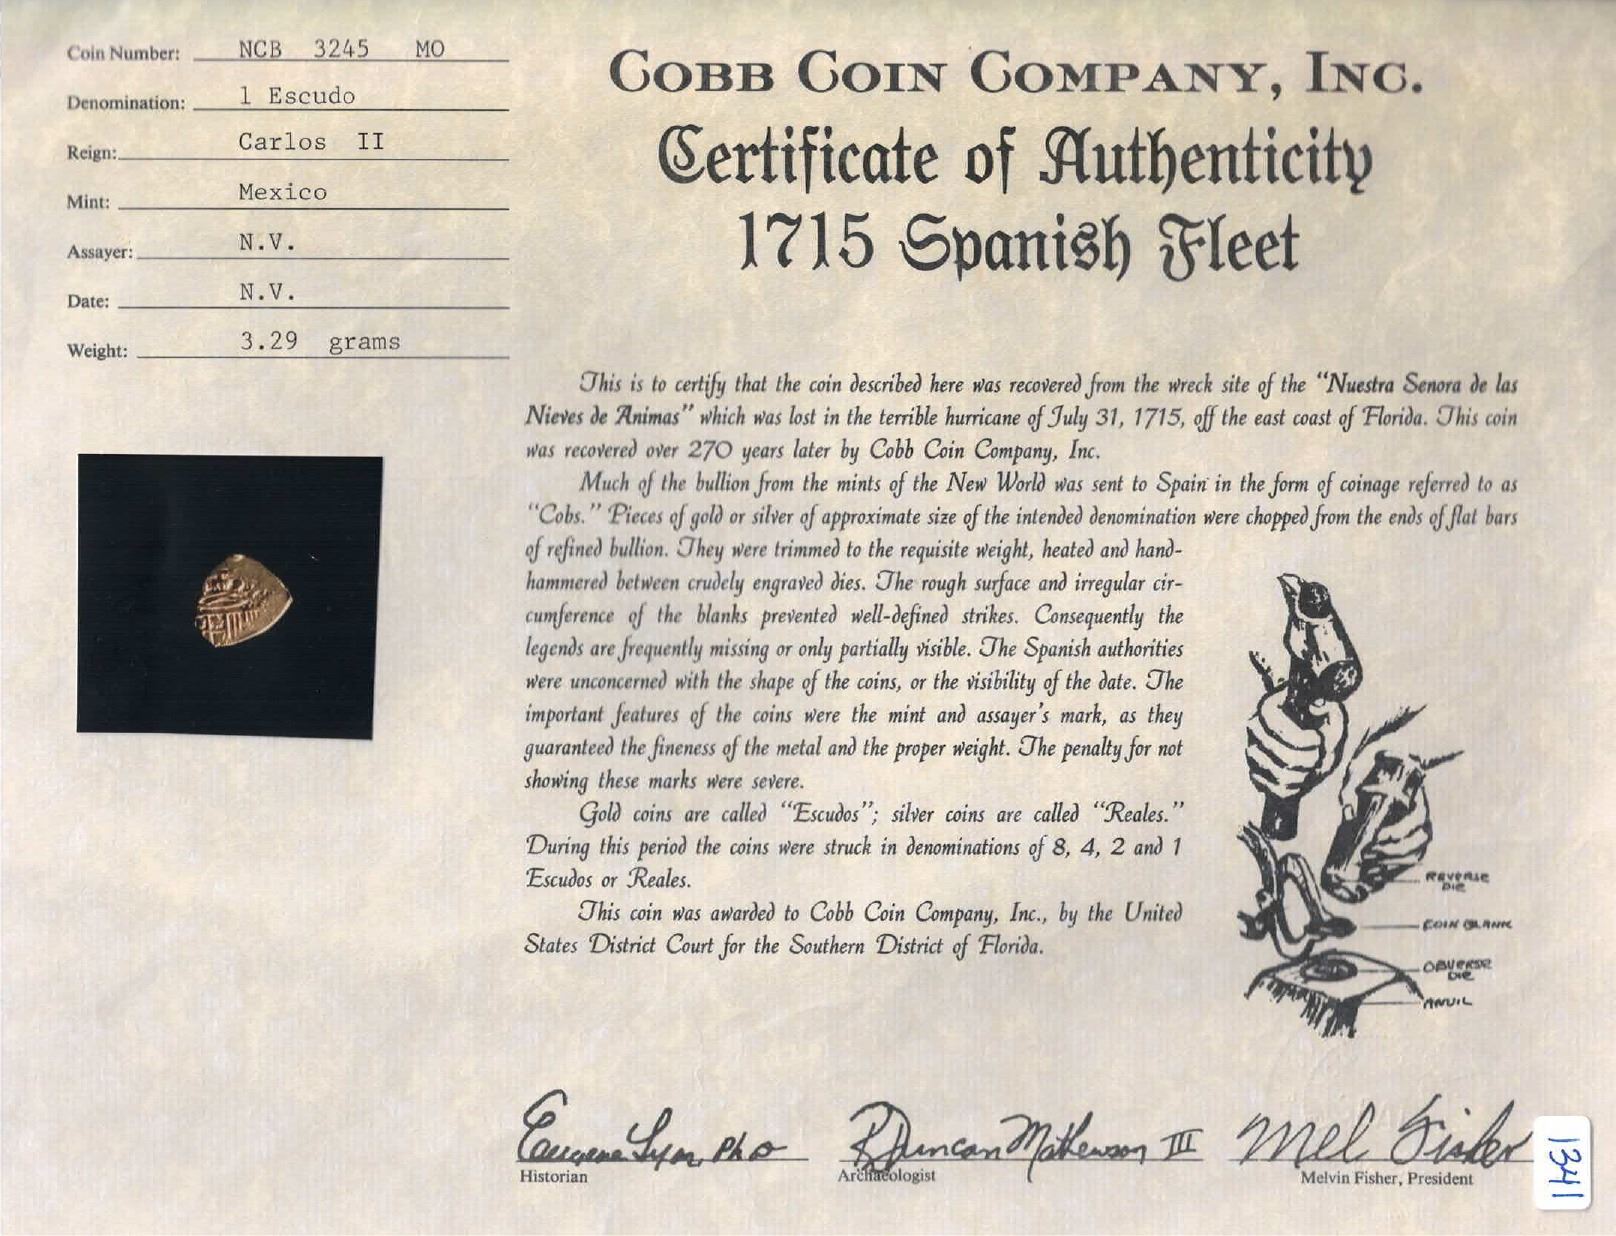 Coin Number: NCB 3245 MO
Denomination: 1 Escudo
Reign: Carlos II
Mint: Mexico
Assayer: N.V.
Date: N.V.
Weight: 3.29 grams
COBB COIN COMPANY, INC.
Certificate of Authenticity
1715 Spanish Fleet
This is to certify that the coin described here was recovered from the wreck site of the "Nuestra Senora de las
Nieves de Animas" which was lost in the terrible hurricane of July 31, 1715, off the east coast of Florida. This coin
was recovered over 270 years later by Cobb Coin Company, Inc.
Much of the bullion from the mints of the New World was sent to Spain in the form of coinage referred to as
"Cobs." Pieces of gold or silver of approximate size of the intended denomination were chopped from the ends of flat bars
of refined bullion. They were trimmed to the requisite weight, heated and hand-
hammered between crudely engraved dies. The rough surface and irregular cir-
cumference of the blanks prevented well-defined strikes. Consequently the
legends are frequently missing or only partially visible. The Spanish authorities
were unconcerned with the shape of the coins, or the visibility of the date. The
important features of the coins were the mint and assayer's mark, as they
guaranteed the fineness of the metal and the proper weight. The penalty for not
showing these marks were severe.
Gold coins are called "Escudos"; silver coins are called "Reales."
During this period the coins were struck in denominations of 8, 4, 2 and 1
Escudos or Reales.
This coin was awarded to Cobb Coin Company, Inc., by the United
States District Court for the Southern District of Florida.
REVERSE
DIE
COIN BLANK
OBVERSE
DIE
ANVIL
Eugene Lyon, PhD
R Duncan Mathewson III
Mel Fisher
Historian
Archaeologist
Melvin Fisher, President
1341